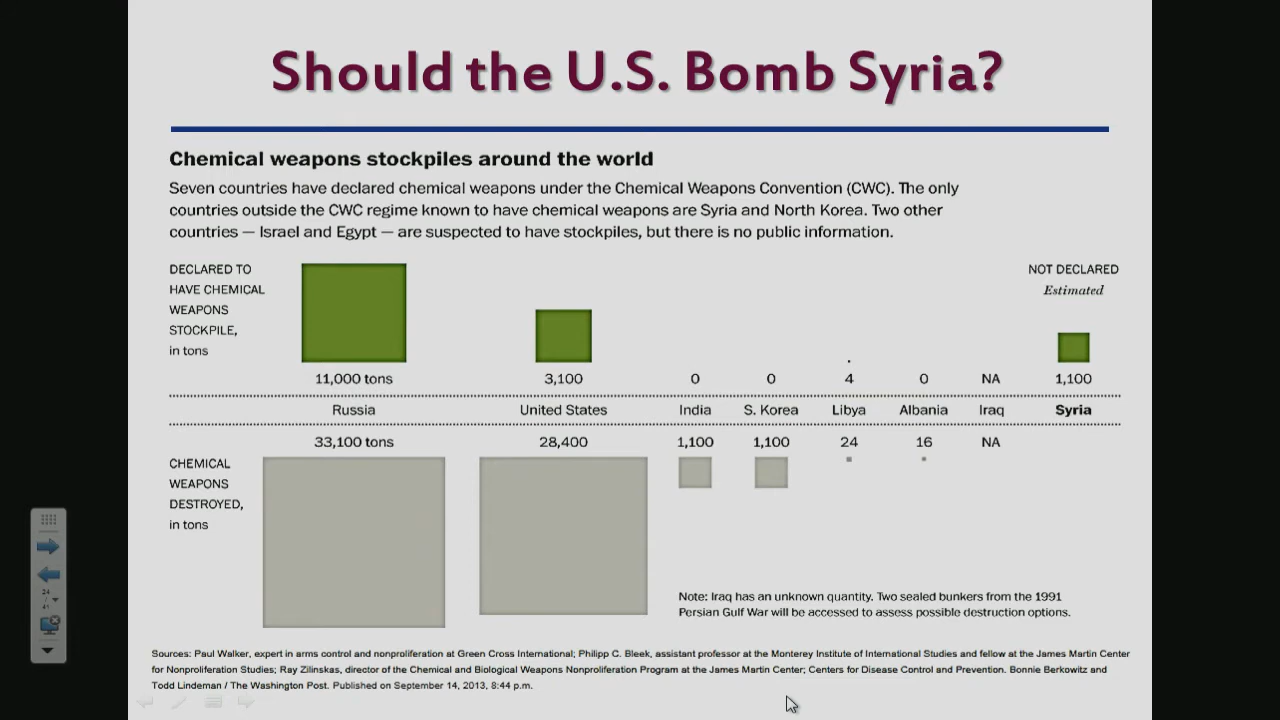 Should the U.S. Bomb Syria?
Chemical weapons stockpiles around the world
Seven countries have declared chemical weapons under the Chemical Weapons Convention (CWC). The only
countries outside the CWC regime known to have chemical weapons are Syria and North Korea. Two other
countries — Israel and Egypt — are suspected to have stockpiles, but there is no public information.
DECLARED TO
HAVE CHEMICAL
WEAPONS
STOCKPILE,
in tons
NOT DECLARED
Estimated
11,000 tons 3,100 0 0 4 0 NA 1,100
Russia United States India S. Korea Libya Albania Iraq Syria
33,100 tons 28,400 1,100 1,100 24 16 NA
CHEMICAL
WEAPONS
DESTROYED,
in tons
Note: Iraq has an unknown quantity. Two sealed bunkers from the 1991
Persian Gulf War will be accessed to assess possible destruction options.
Sources: Paul Walker, expert in arms control and nonproliferation at Green Cross International; Philipp C. Bleek, assistant professor at the Monterey Institute of International Studies and fellow at the James Martin Center
for Nonproliferation Studies; Ray Zilinskas, director of the Chemical and Biological Weapons Nonproliferation Program at the James Martin Center; Centers for Disease Control and Prevention. Bonnie Berkowitz and
Todd Lindeman / The Washington Post. Published on September 14, 2013, 8:44 p.m.
24
/
41